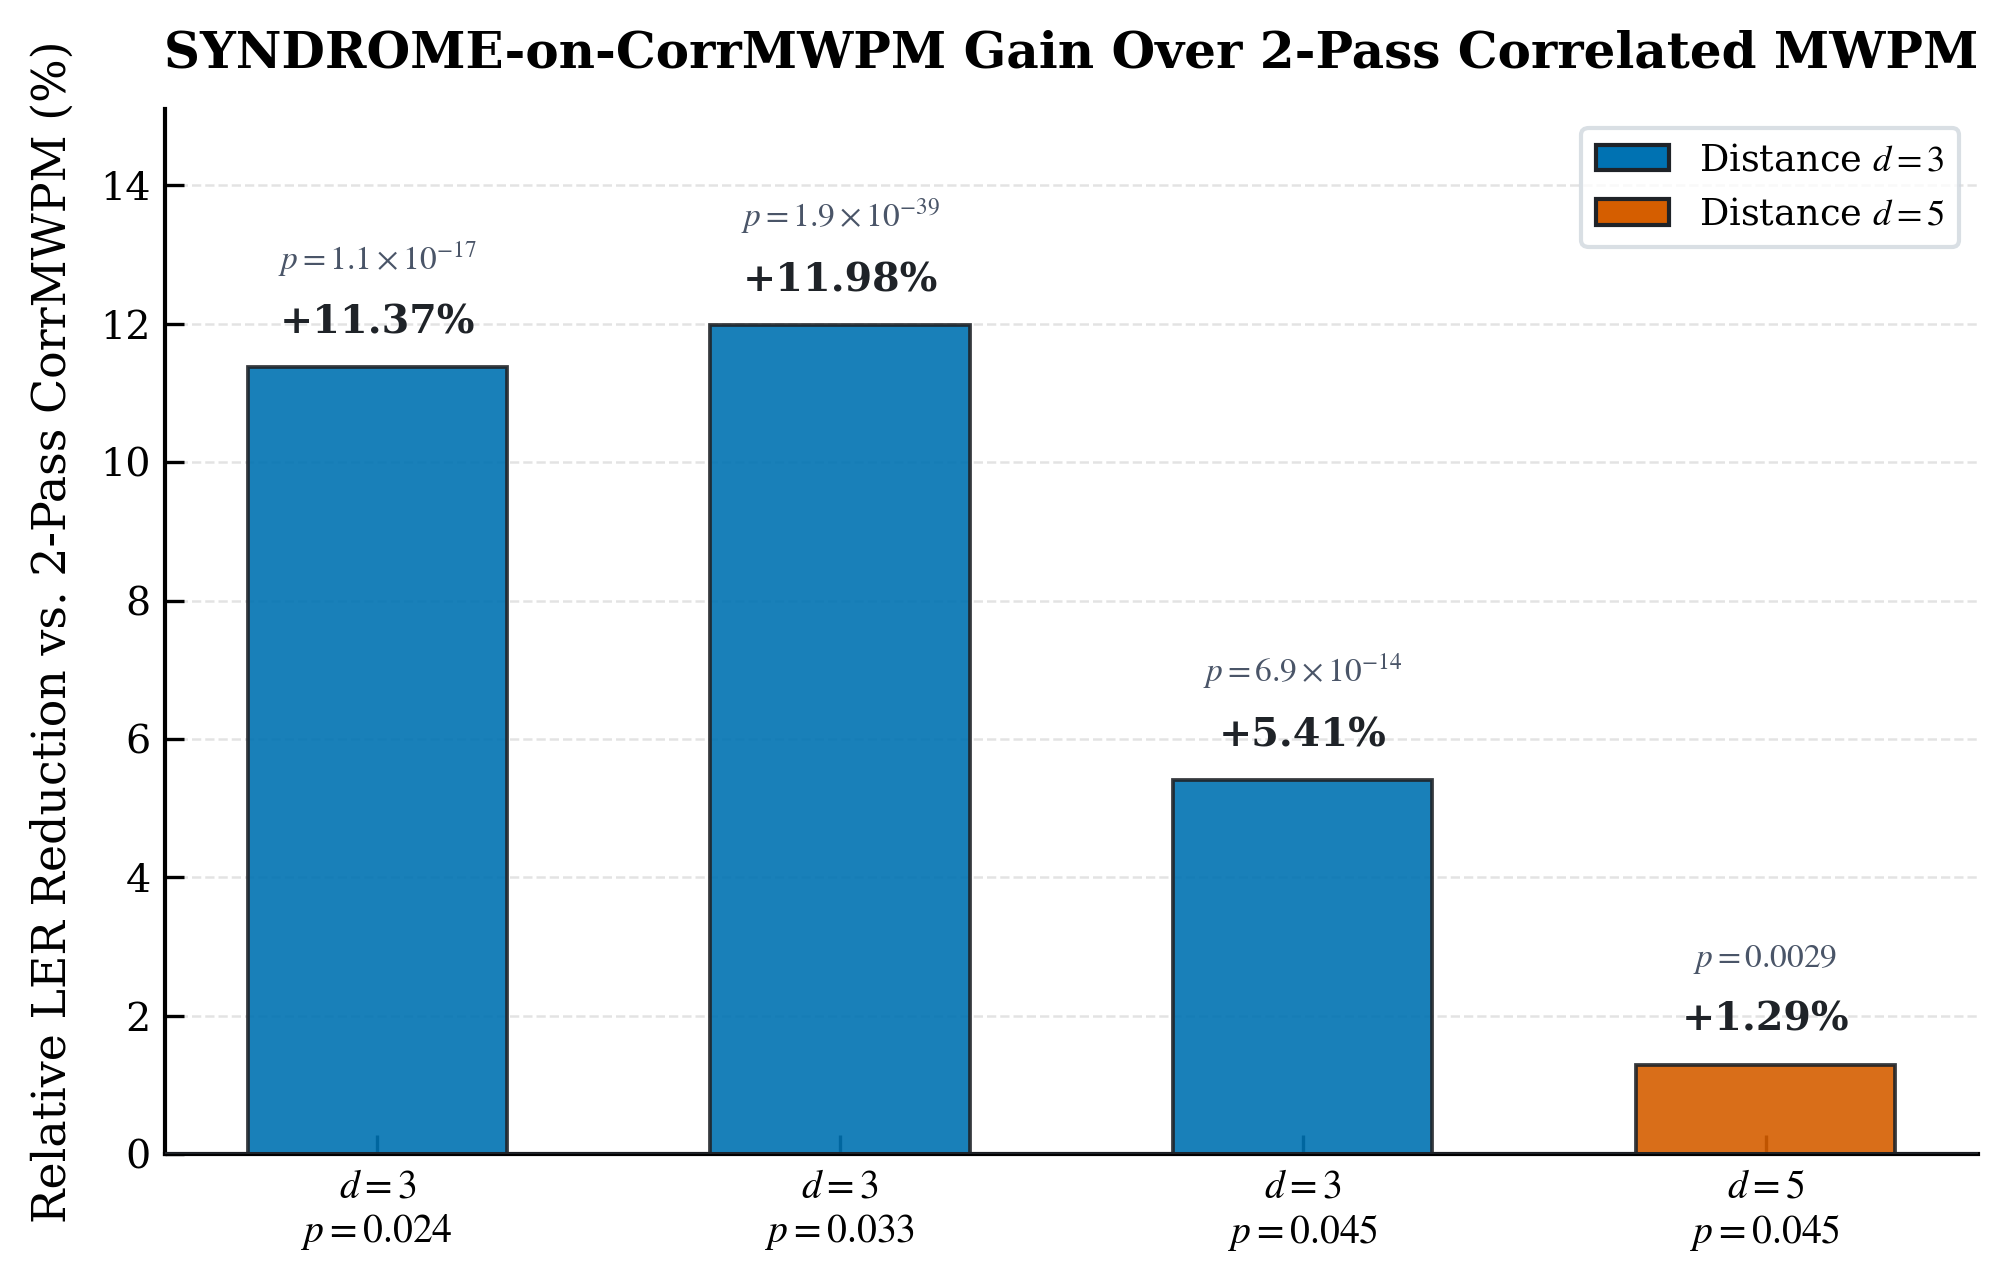 SYNDROME-on-CorrMWPM Gain Over 2-Pass Correlated MWPM
Relative LER Reduction vs. 2-Pass CorrMWPM (%)
14
12
10
8
6
4
2
0
Distance d = 3
Distance d = 5
p = 1.1 × 10⁻¹⁷
+11.37%
p = 1.9 × 10⁻³⁹
+11.98%
p = 6.9 × 10⁻¹⁴
+5.41%
p = 0.0029
+1.29%
d = 3
p = 0.024
d = 3
p = 0.033
d = 3
p = 0.045
d = 5
p = 0.045